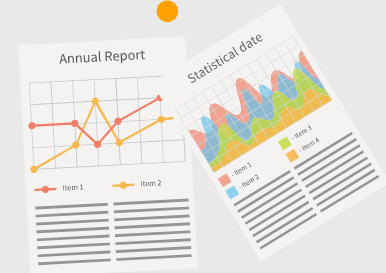 Annual Report
Item 1
Item 2
Statistical date
- Item 1
- Item 2
- Item 3
- Item 4